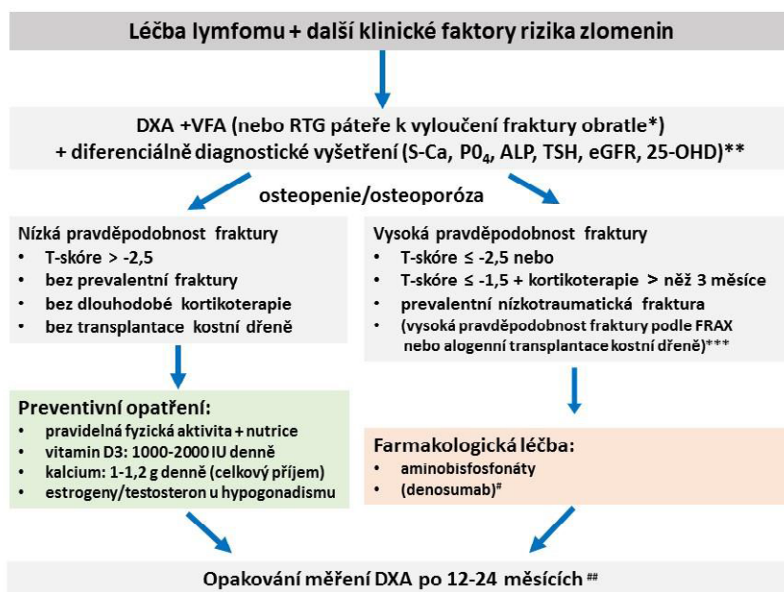 Léčba lymfomu + další klinické faktory rizika zlomenin
DXA +VFA (nebo RTG páteře k vyloučení fraktury obratle*)
+ diferenciálně diagnostické vyšetření (S-Ca, P0₄, ALP, TSH, eGFR, 25-OHD)**
osteopenie/osteoporóza
Nízká pravděpodobnost fraktury
• T-skóre > -2,5
• bez prevalentní fraktury
• bez dlouhodobé kortikoterapie
• bez transplantace kostní dřeně
Vysoká pravděpodobnost fraktury
• T-skóre ≤ -2,5 nebo
• T-skóre ≤ -1,5 + kortikoterapie > něž 3 měsíce
• prevalentní nízkotraumatická fraktura
• (vysoká pravděpodobnost fraktury podle FRAX
nebo alogenní transplantace kostní dřeně)***
Preventivní opatření:
• pravidelná fyzická aktivita + nutrice
• vitamin D3: 1000-2000 IU denně
• kalcium: 1-1,2 g denně (celkový příjem)
• estrogeny/testosteron u hypogonadismu
Farmakologická léčba:
• aminobisfosfonáty
• (denosumab)#
Opakování měření DXA po 12-24 měsících ##